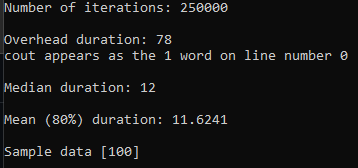 Number of iterations: 250000
Overhead duration: 78
cout appears as the 1 word on line number 0
Median duration: 12
Mean (80%) duration: 11.6241
Sample data [100]